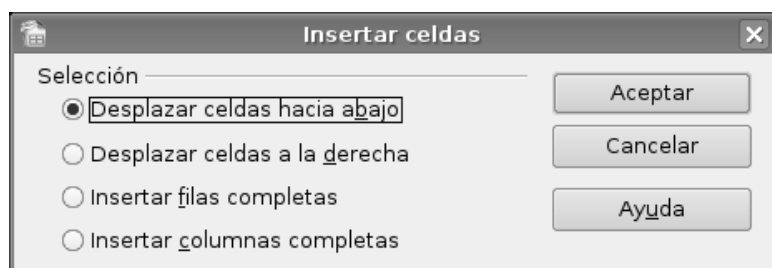 Insertar celdas
Selección
Desplazar celdas hacia abajo
Desplazar celdas a la derecha
Insertar filas completas
Insertar columnas completas
Aceptar
Cancelar
Ayuda